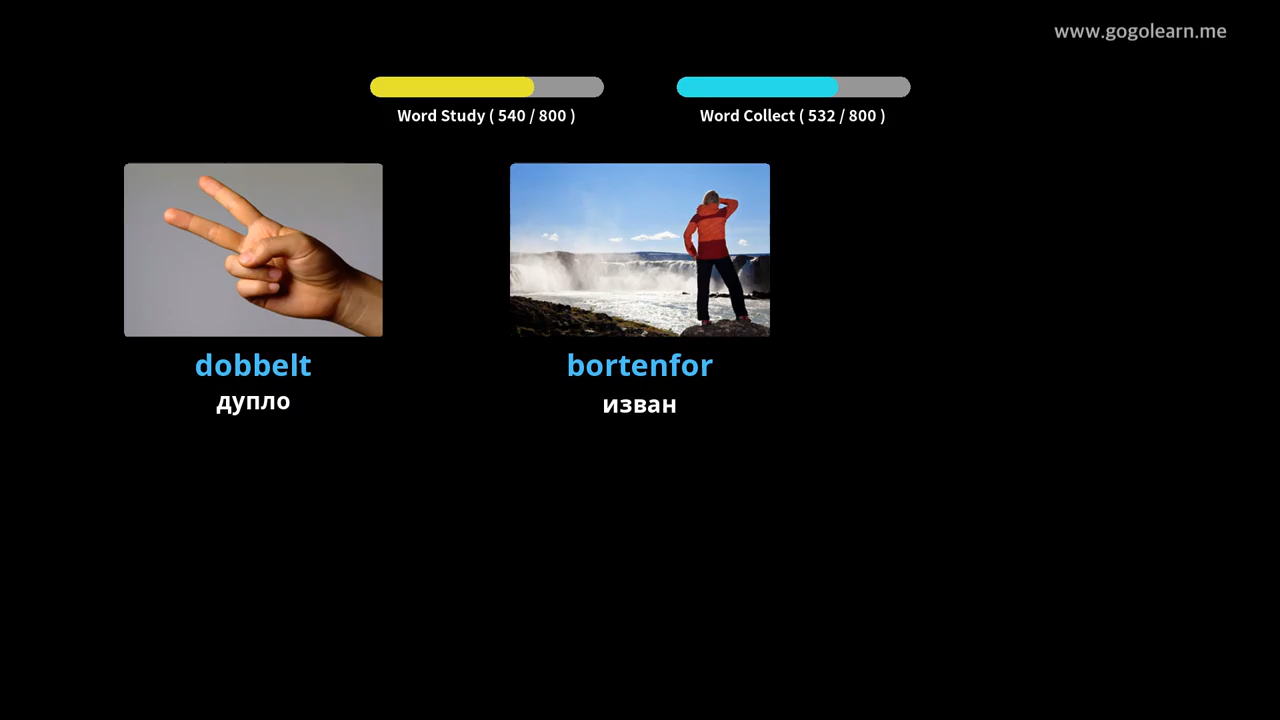 www.gogolearn.me
Word Study ( 540 / 800 )
Word Collect ( 532 / 800 )
dobbelt
дупло
bortenfor
изван